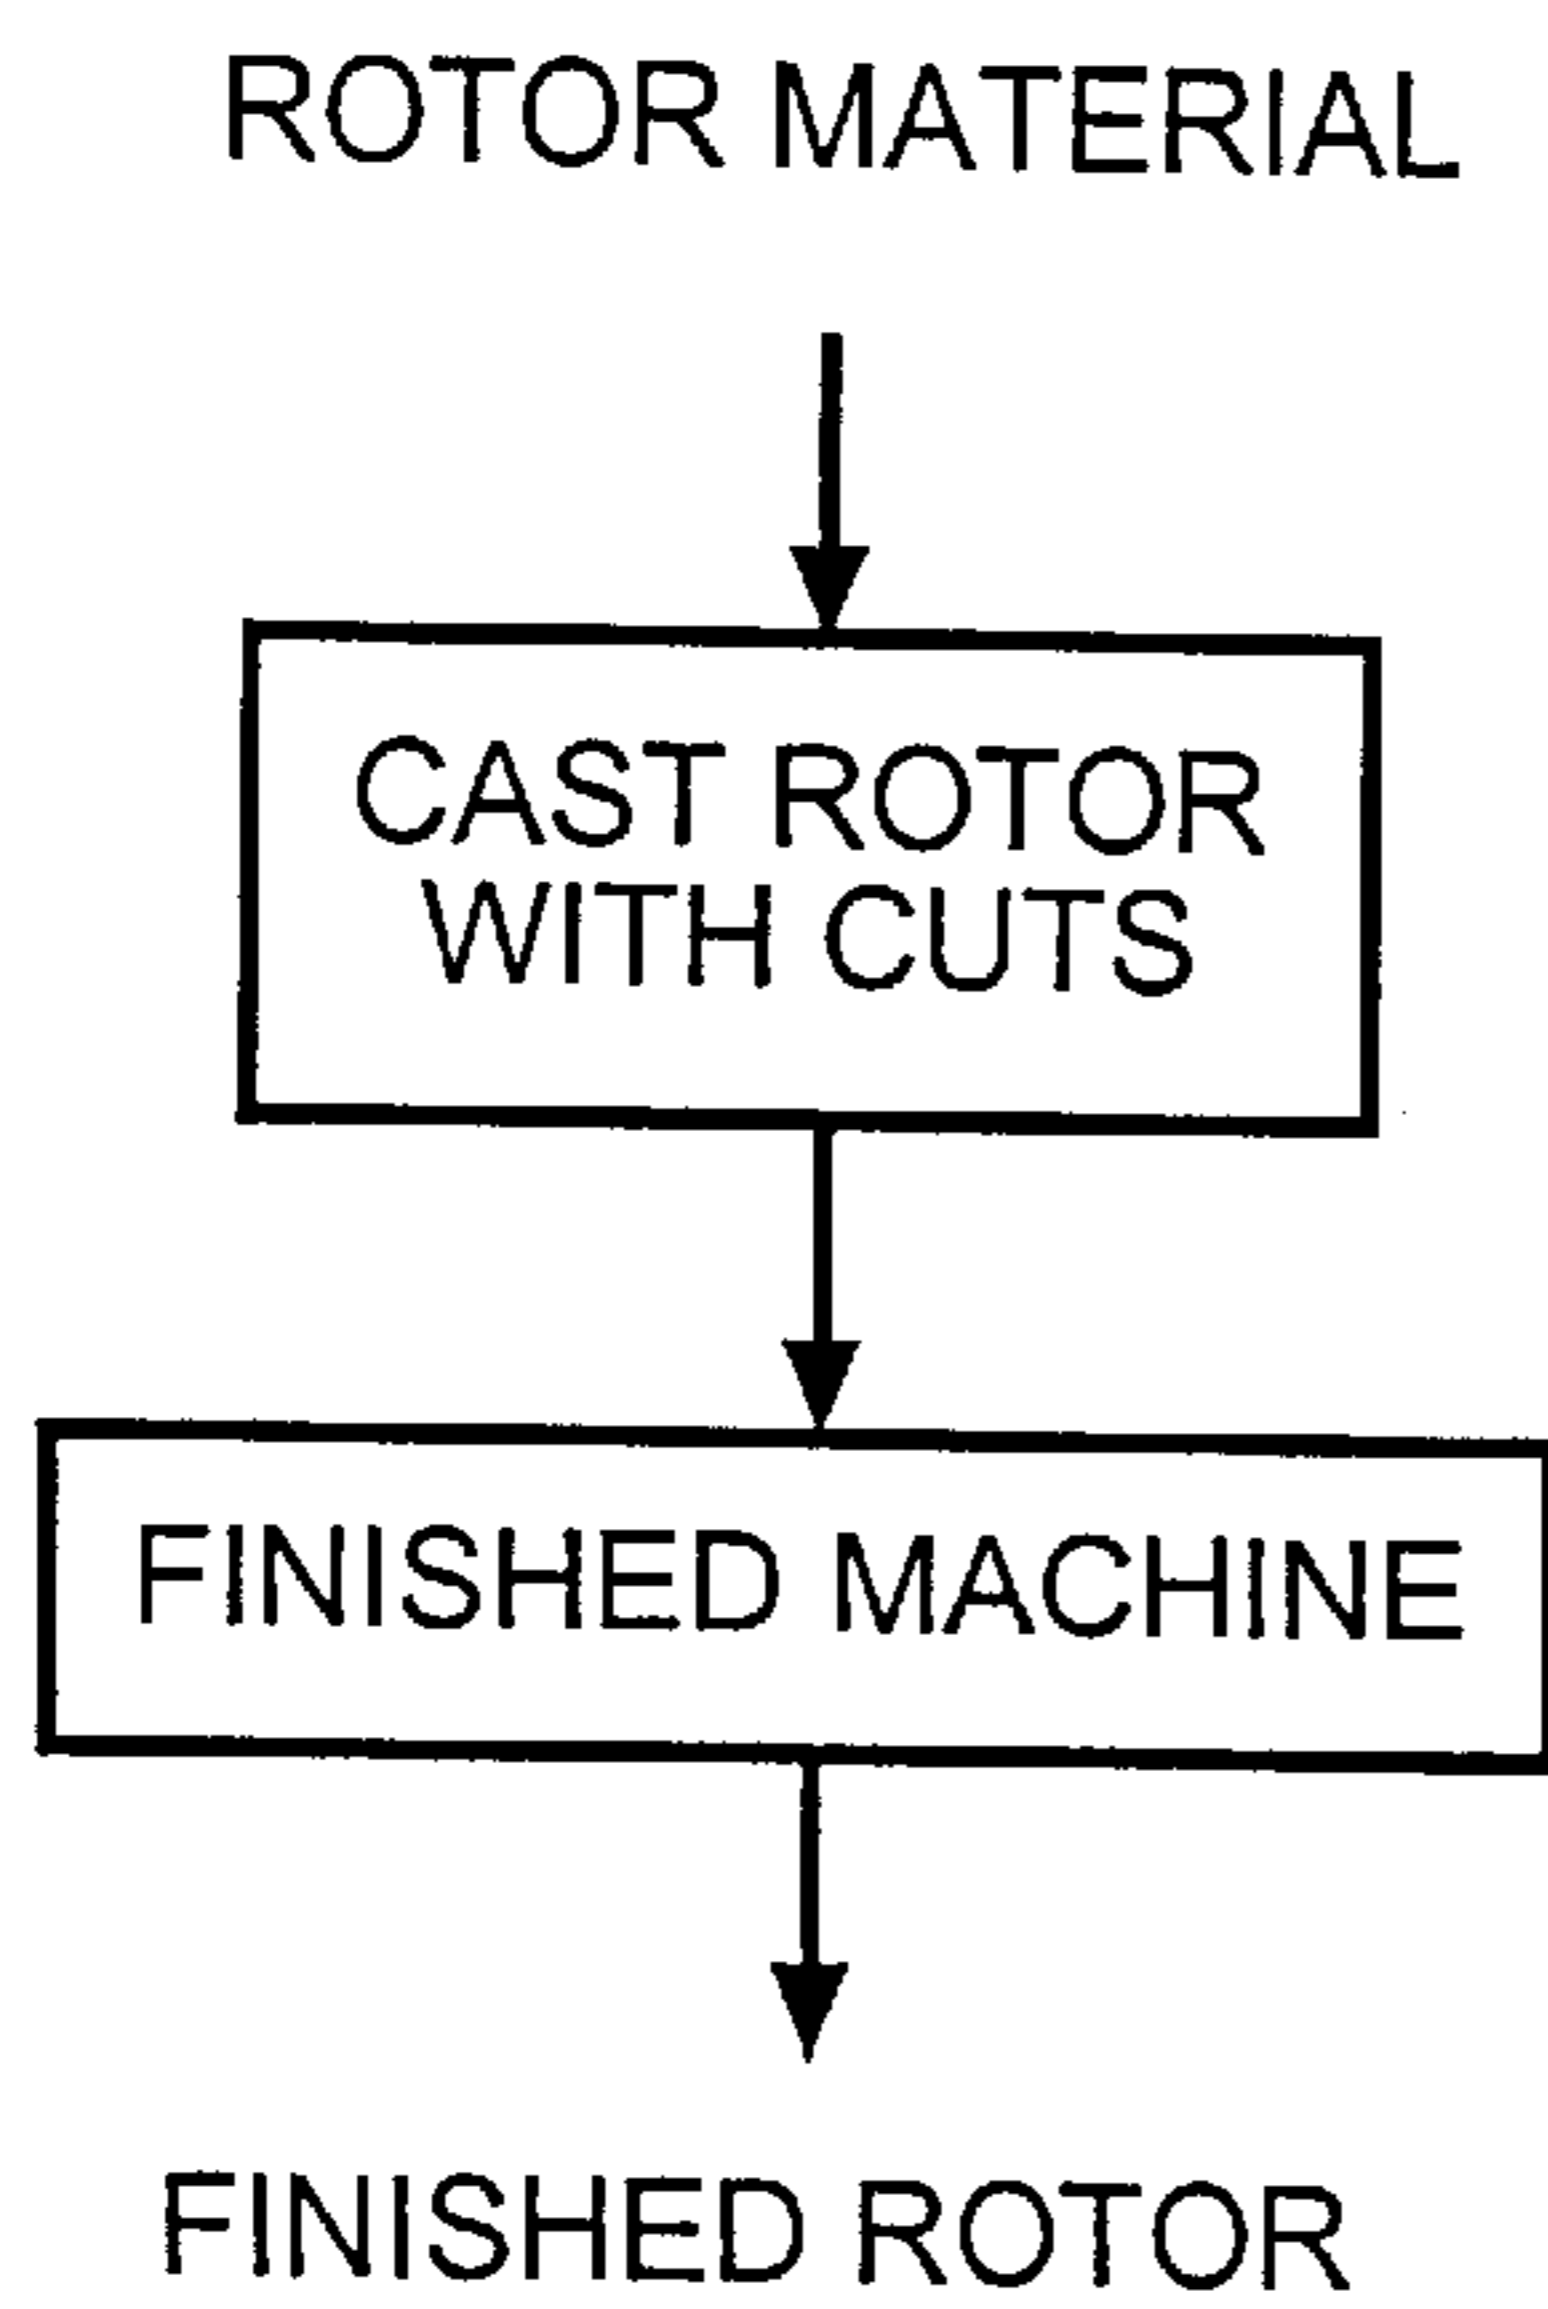 ROTOR MATERIAL
CAST ROTOR
WITH CUTS
FINISHED MACHINE
FINISHED ROTOR